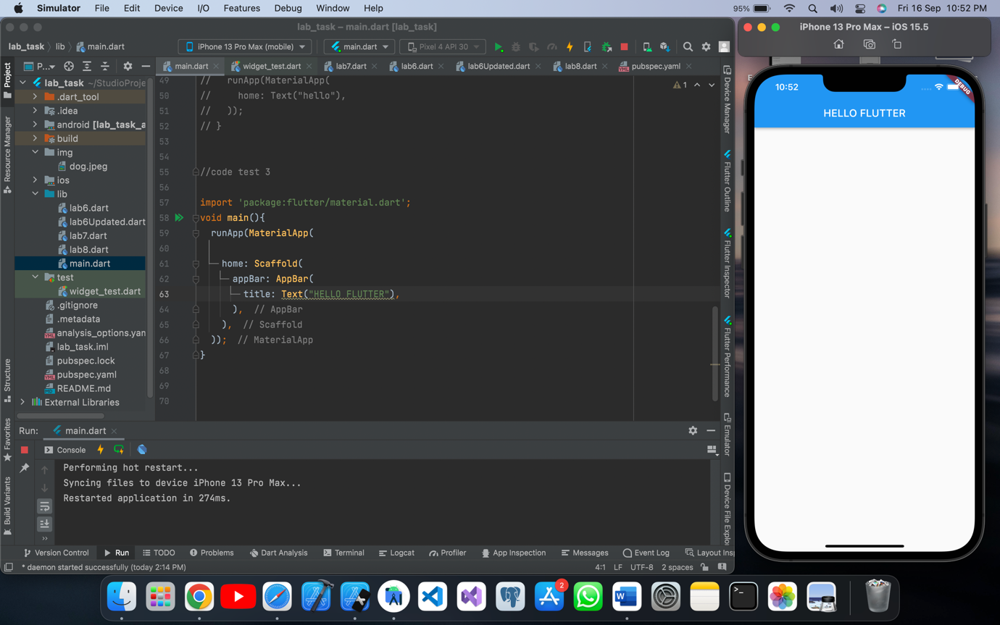 Simulator File Edit Device I/O Features Debug Window Help 95% Fri 16 Sep 10:52 PM
lab_task – main.dart [lab_task]
lab_task lib main.dart iPhone 13 Pro Max (mobile) main.dart Pixel 4 API 30
Project
Resource Manager
Structure
Favorites
Build Variants
P...
lab_task ~/StudioProje
.dart_tool
.idea
android [lab_task_a
build
img
dog.jpeg
ios
lib
lab6.dart
lab6Updated.dart
lab7.dart
lab8.dart
main.dart
test
widget_test.dart
.gitignore
.metadata
analysis_options.yam
lab_task.iml
pubspec.lock
pubspec.yaml
README.md
External Libraries
main.dart widget_test.dart lab7.dart lab6.dart lab6Updated.dart lab8.dart pubspec.yaml
1
49 // runApp(MaterialApp(
50 // home: Text("hello"),
51 // ));
52 // }
53
54
55 //code test 3
56
57 import 'package:flutter/material.dart';
58 void main(){
59 runApp(MaterialApp(
60
61 home: Scaffold(
62 appBar: AppBar(
63 title: Text("HELLO FLUTTER"),
64 ), // AppBar
65 ), // Scaffold
66 )); // MaterialApp
67 }
68
69
70
Device Manager
Flutter Outline
Flutter Inspector
Flutter Performance
Emulator
Device File Explo
Run: main.dart
Console
Performing hot restart...
Syncing files to device iPhone 13 Pro Max...
Restarted application in 274ms.
Version Control Run TODO Problems Dart Analysis Terminal Logcat Profiler App Inspection Messages Event Log Layout Ins
* daemon started successfully (today 2:14 PM) 4:1 LF UTF-8 2 spaces
iPhone 13 Pro Max – iOS 15.5
10:52
DEBUG
HELLO FLUTTER
2